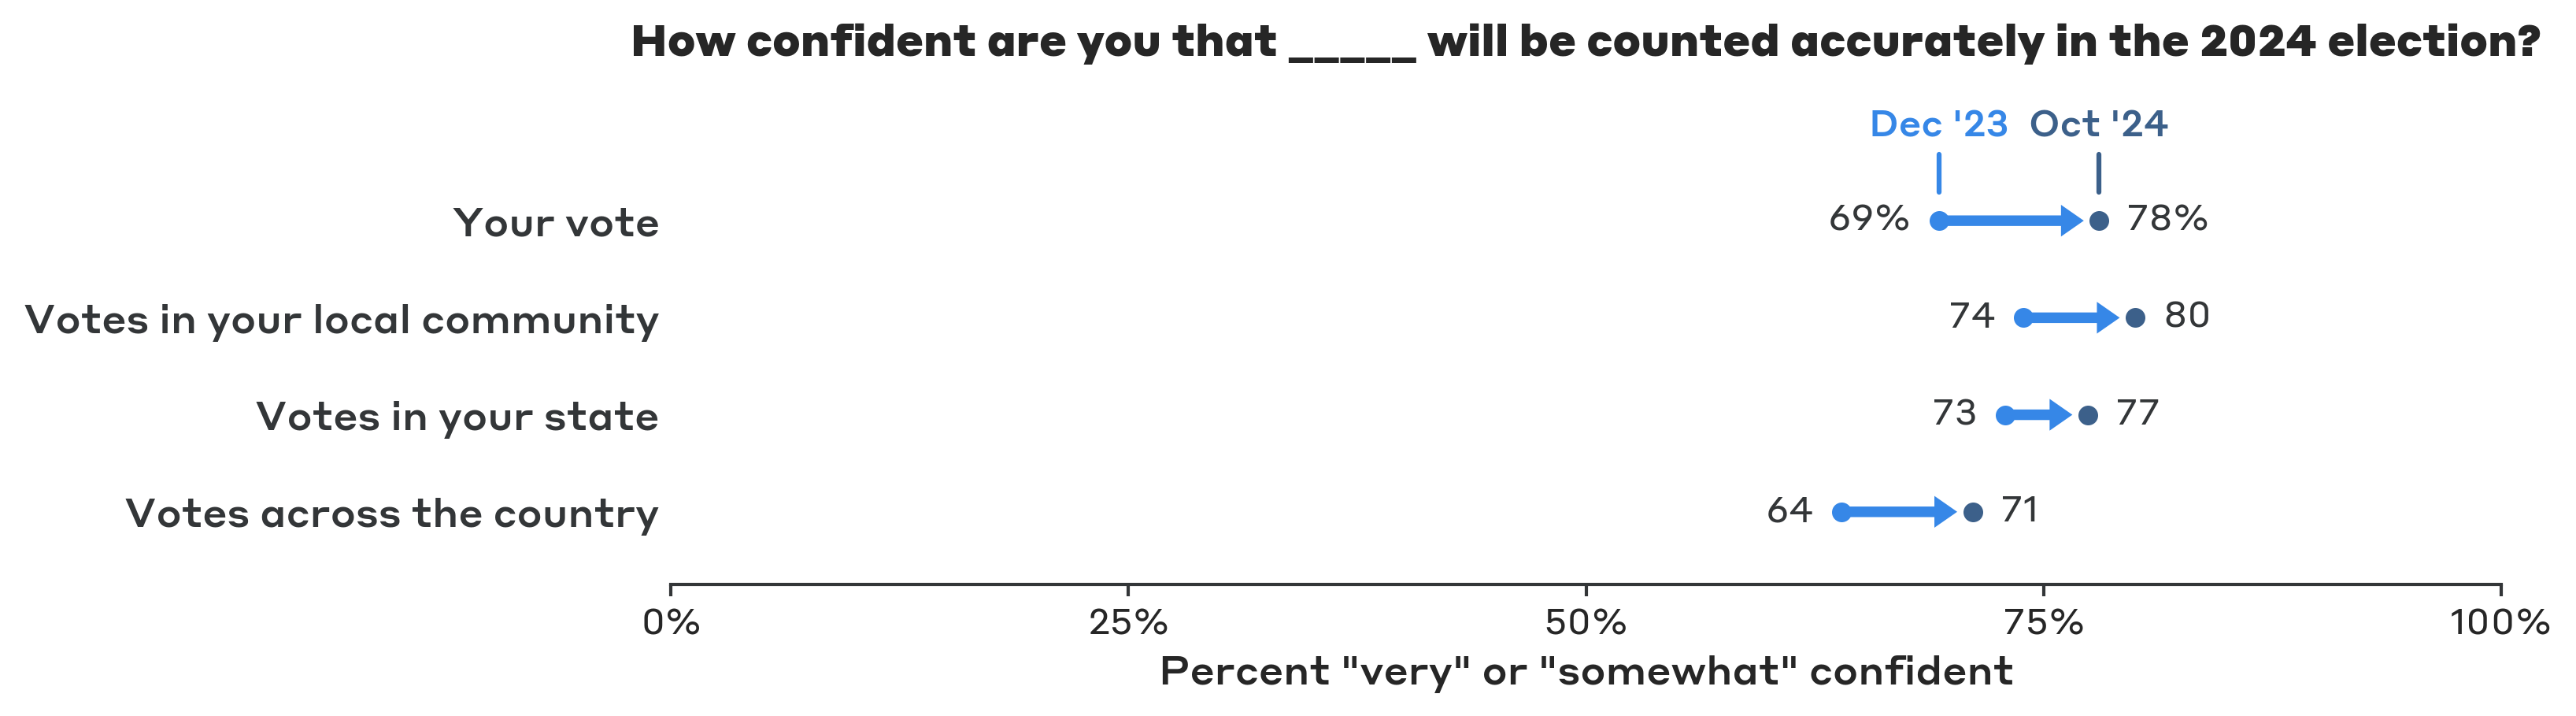 How confident are you that _____ will be counted accurately in the 2024 election?
Dec '23 Oct '24
Your vote 69% 78%
Votes in your local community 74 80
Votes in your state 73 77
Votes across the country 64 71
0% 25% 50% 75% 100%
Percent "very" or "somewhat" confident